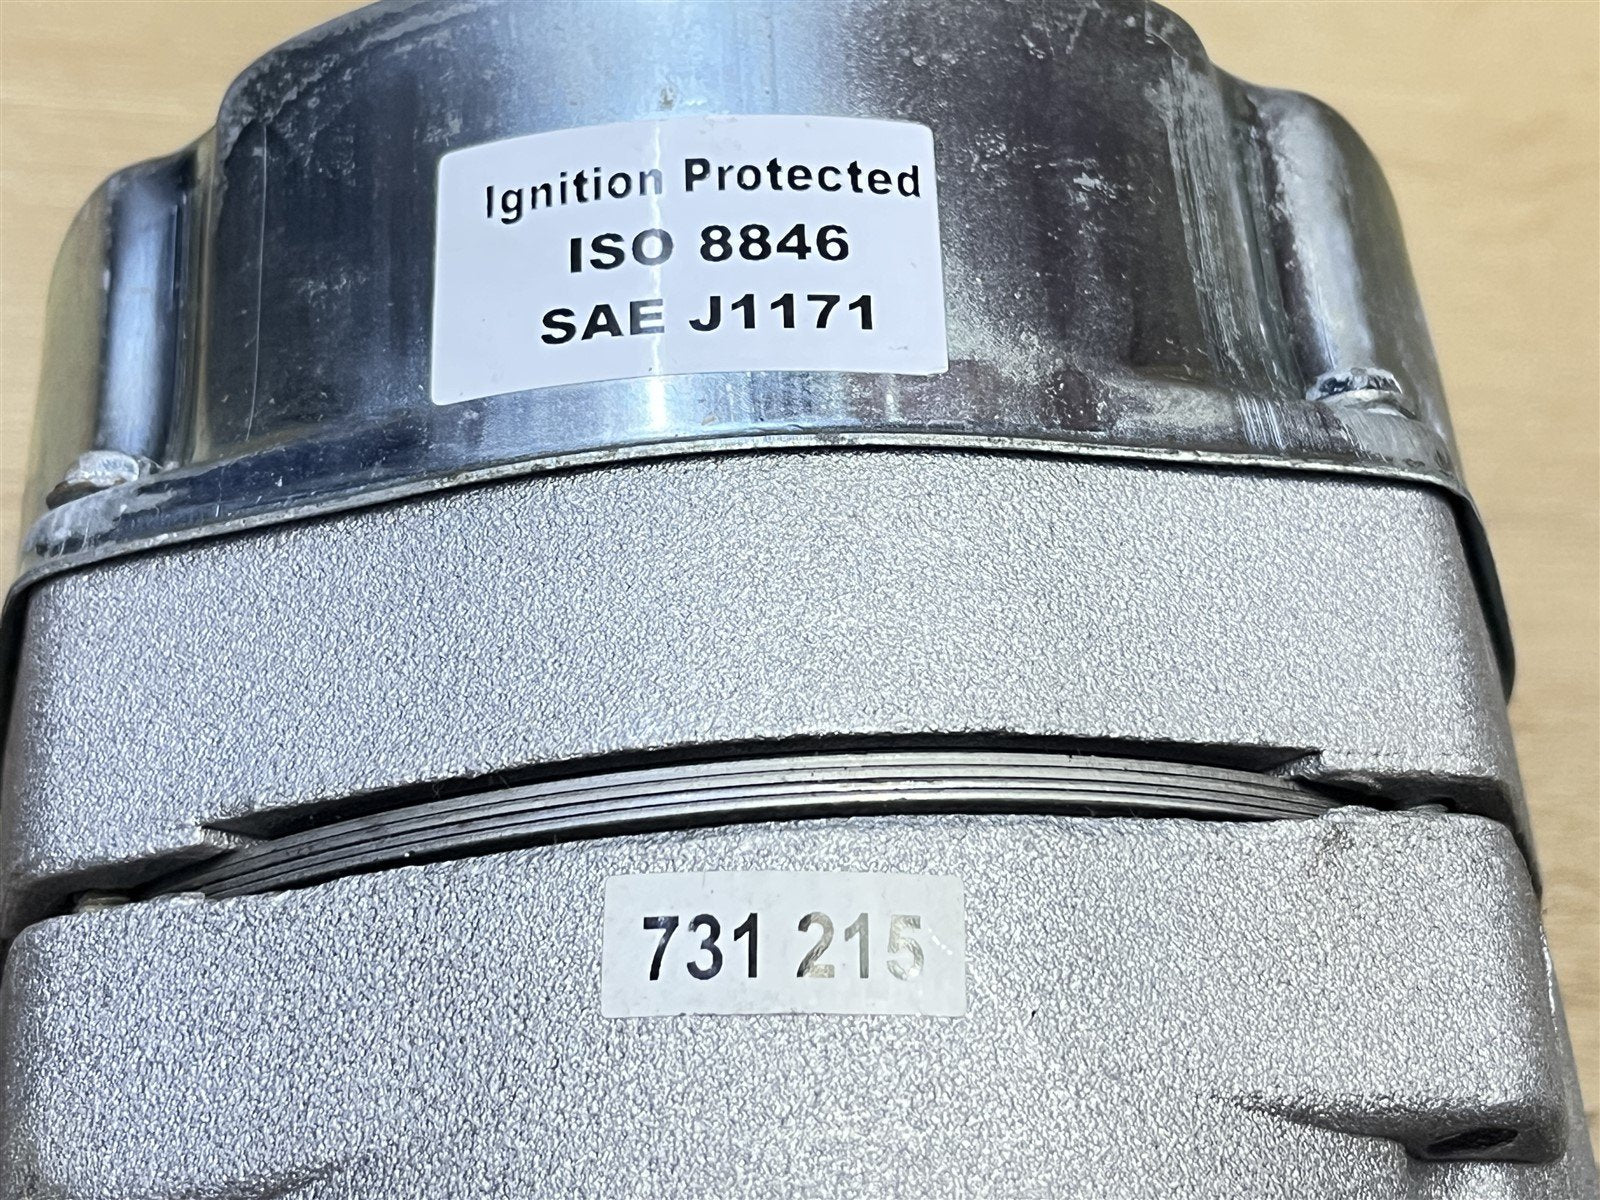 Ignition Protected
ISO 8846
SAE J1171
731 215